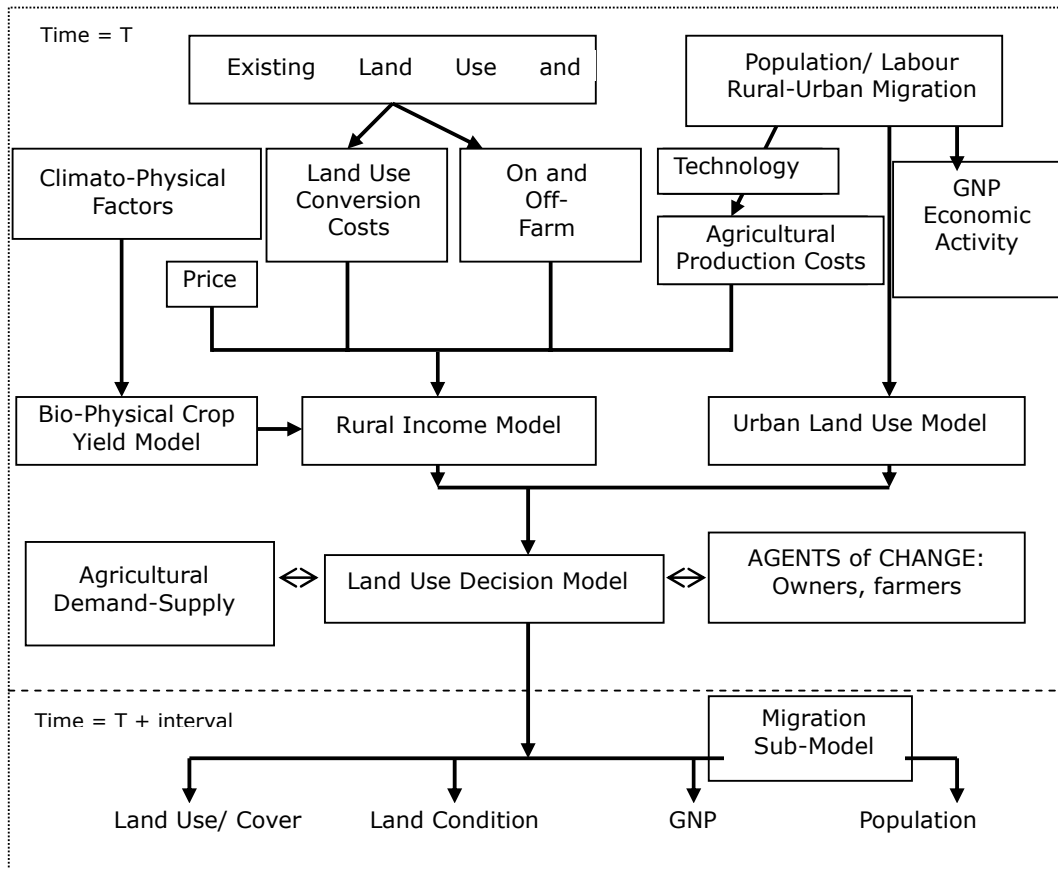 Time = T
Existing Land Use and
Population/ Labour
Rural-Urban Migration
Climato-Physical
Factors
Land Use
Conversion
Costs
On and
Off-
Farm
Technology
GNP
Economic
Activity
Agricultural
Production Costs
Price
Bio-Physical Crop
Yield Model
Rural Income Model
Urban Land Use Model
Agricultural
Demand-Supply
Land Use Decision Model
AGENTS of CHANGE:
Owners, farmers
Time = T + interval
Migration
Sub-Model
Land Use/ Cover
Land Condition
GNP
Population